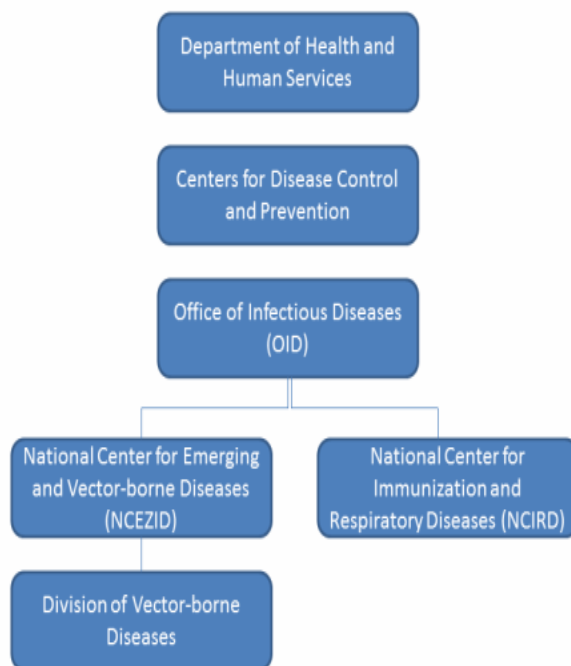 Department of Health and
Human Services
Centers for Disease Control
and Prevention
Office of Infectious Diseases
(OID)
National Center for Emerging
and Vector-borne Diseases
(NCEZID)
National Center for
Immunization and
Respiratory Diseases (NCIRD)
Division of Vector-borne
Diseases